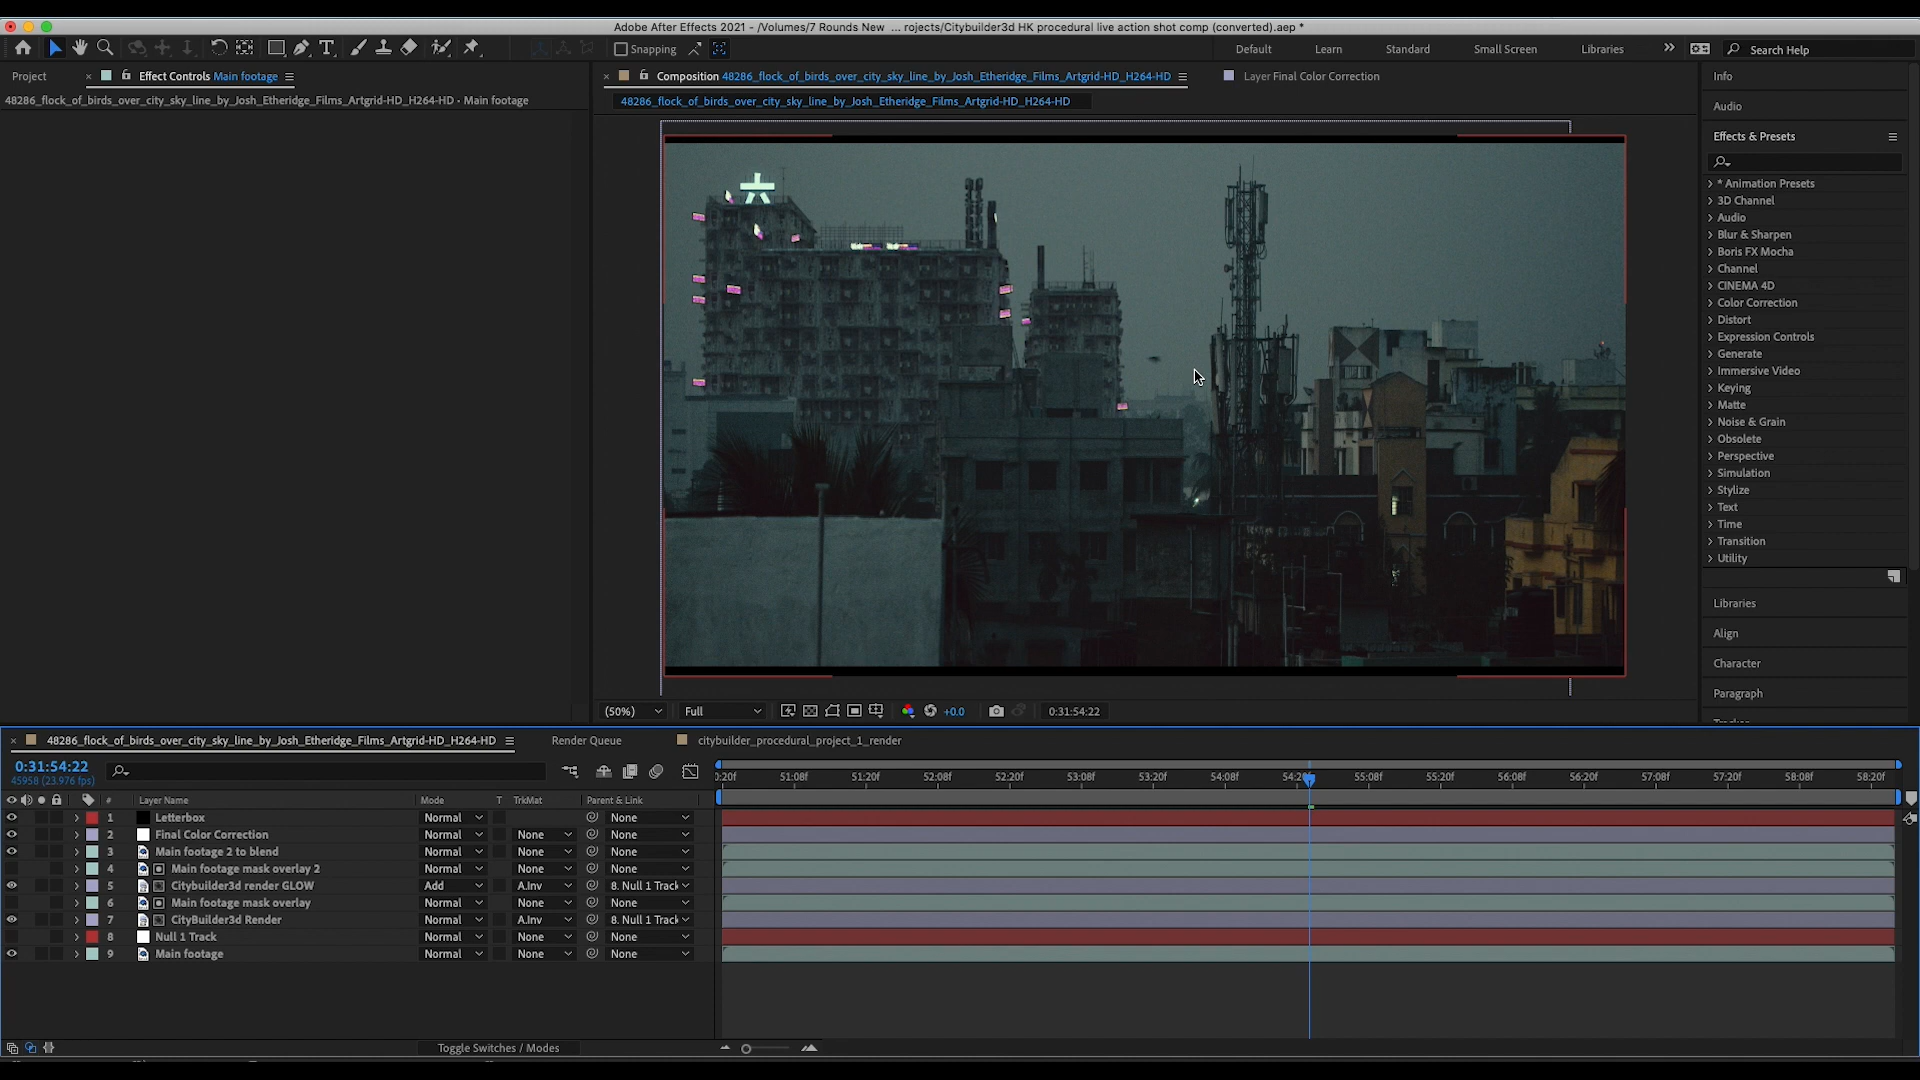 Adobe After Effects 2021 - /Volumes/7 Rounds New ... rojects/Citybuilder3d HK procedural live action shot comp (converted).aep *
Snapping
Default
Learn
Standard
Small Screen
Libraries
Search Help
Project
Effect Controls Main footage
Composition 48286_flock_of_birds_over_city_sky_line_by_Josh_Etheridge_Films_Artgrid-HD_H264-HD
Layer Final Color Correction
48286_flock_of_birds_over_city_sky_line_by_Josh_Etheridge_Films_Artgrid-HD_H264-HD - Main footage
48286_flock_of_birds_over_city_sky_line_by_Josh_Etheridge_Films_Artgrid-HD_H264-HD
六
Info
Audio
Effects & Presets
* Animation Presets
3D Channel
Audio
Blur & Sharpen
Boris FX Mocha
Channel
CINEMA 4D
Color Correction
Distort
Expression Controls
Generate
Immersive Video
Keying
Matte
Noise & Grain
Obsolete
Perspective
Simulation
Stylize
Text
Time
Transition
Utility
Libraries
Align
Character
Paragraph
(50%)
Full
+0.0
0:31:54:22
48286_flock_of_birds_over_city_sky_line_by_Josh_Etheridge_Films_Artgrid-HD_H264-HD
Render Queue
citybuilder_procedural_project_1_render
0:31:54:22
45958 (23.976 fps)
51:08f 51:20f 52:08f 52:20f 53:08f 53:20f 54:08f 55:08f 55:20f 56:08f 56:20f 57:08f 57:20f 58:08f 58:20f
# Layer Name Mode T TrkMat Parent & Link
1 Letterbox Normal None
2 Final Color Correction Normal None None
3 Main footage 2 to blend Normal None None
4 Main footage mask overlay 2 Normal None None
5 Citybuilder3d render GLOW Add A.Inv 8. Null 1 Track
6 Main footage mask overlay Normal None None
7 CityBuilder3d Render Normal A.Inv 8. Null 1 Track
8 Null 1 Track Normal None None
9 Main footage Normal None None
Toggle Switches / Modes